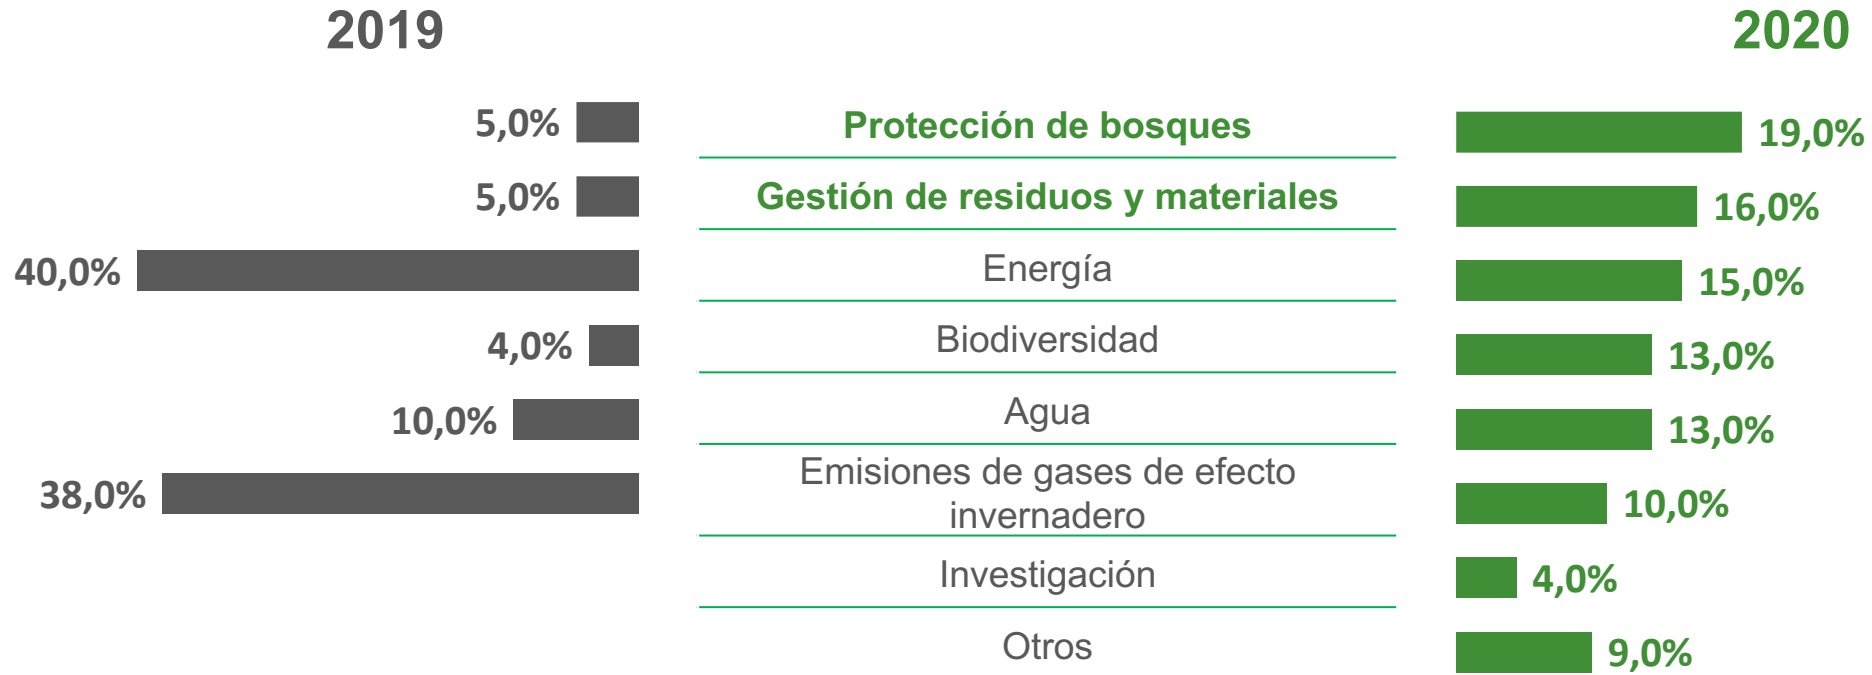 2019
2020
5,0%
Protección de bosques
19,0%
5,0%
Gestión de residuos y materiales
16,0%
40,0%
Energía
15,0%
4,0%
Biodiversidad
13,0%
10,0%
Agua
13,0%
38,0%
Emisiones de gases de efecto
invernadero
10,0%
Investigación
4,0%
Otros
9,0%